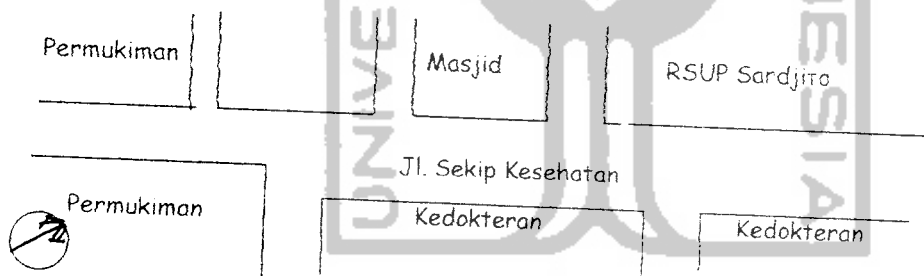 Permukiman
Masjid
RSUP Sardjito
Jl. Sekip Kesehatan
Permukiman
Kedokteran
Kedokteran